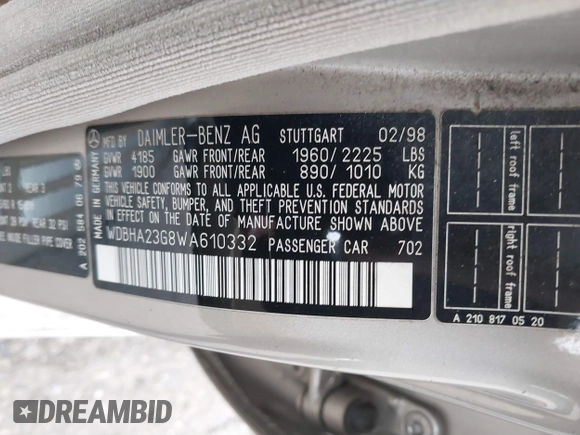 MFD BY DAIMLER-BENZ AG STUTTGART 02/98
GVWR 4185 GAWR FRONT/REAR 1960/2225 LBS
GVWR 1900 GAWR FRONT/REAR 890/1010 KG
THIS VEHICLE CONFORMS TO ALL APPLICABLE U.S. FEDERAL MOTOR
VEHICLE SAFETY, BUMPER, AND THEFT PREVENTION STANDARDS
IN EFFECT ON THE DATE OF MANUFACTURE SHOWN ABOVE.
WDBHA23G8WA610332 PASSENGER CAR 702
MADE IN GERMANY
A 202 584 06 79 05
left roof frame
right roof frame
A 210 817 05 20
DREAMBID